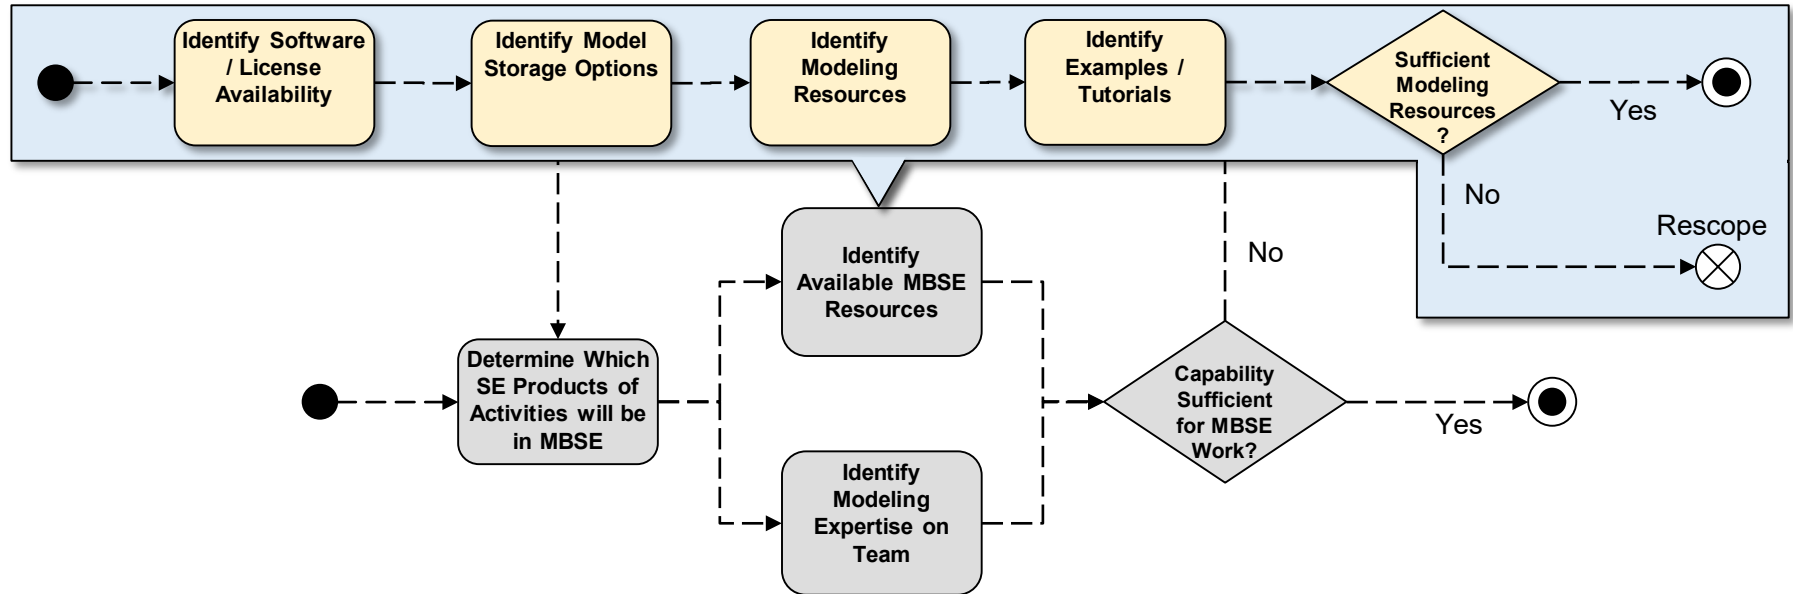 Identify Software
/ License
Availability
Identify Model
Storage Options
Identify
Modeling
Resources
Identify
Examples /
Tutorials
Sufficient
Modeling
Resources
?
Yes
No
Rescope
Identify
Available MBSE
Resources
No
Determine Which
SE Products of
Activities will be
in MBSE
Capability
Sufficient
for MBSE
Work?
Yes
Identify
Modeling
Expertise on
Team